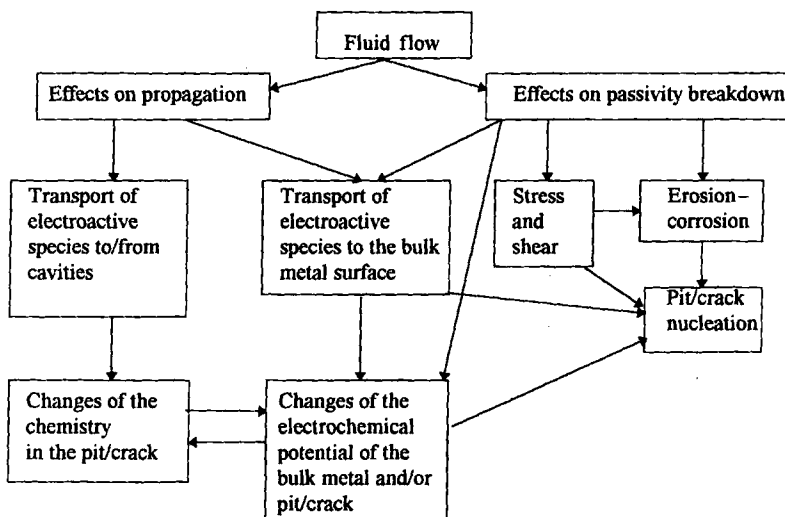 Fluid flow
Effects on propagation
Effects on passivity breakdown
Transport of
electroactive
species to/from
cavities
Transport of
electroactive
species to the bulk
metal surface
Stress
and
shear
Erosion–
corrosion
Pit/crack
nucleation
Changes of the
chemistry
in the pit/crack
Changes of the
electrochemical
potential of the
bulk metal and/or
pit/crack